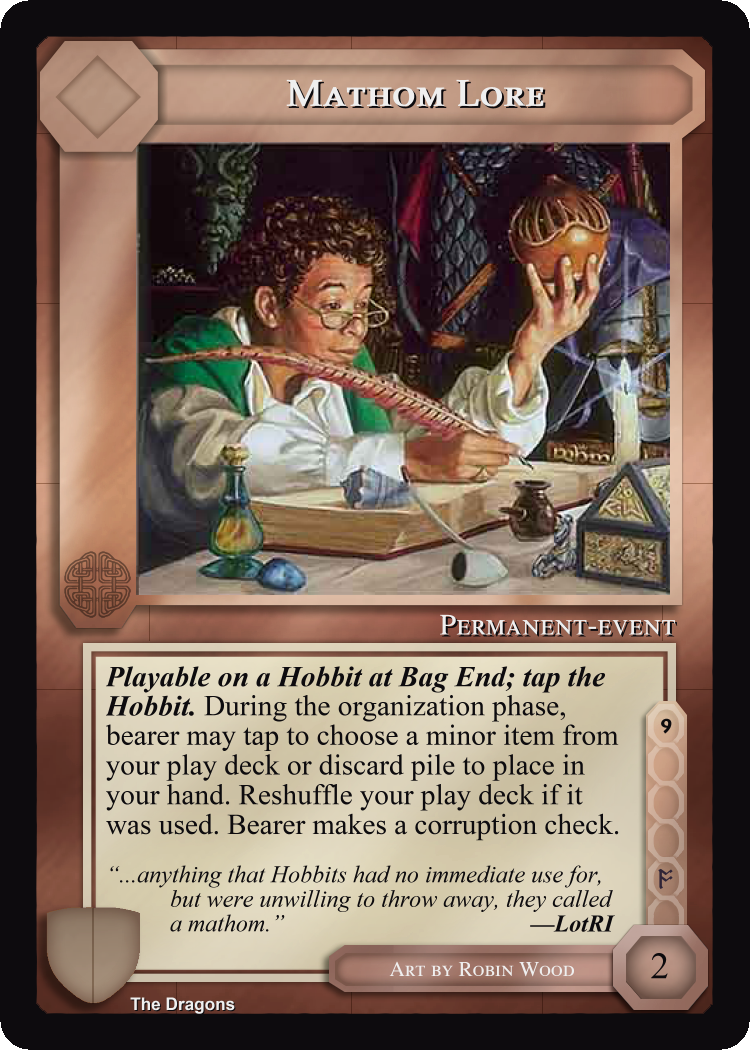 Mathom Lore
Permanent-event
Playable on a Hobbit at Bag End; tap the
Hobbit. During the organization phase,
bearer may tap to choose a minor item from
your play deck or discard pile to place in
your hand. Reshuffle your play deck if it
was used. Bearer makes a corruption check.
“...anything that Hobbits had no immediate use for,
but were unwilling to throw away, they called
a mathom.” —LotRI
9
Art by Robin Wood
2
The Dragons